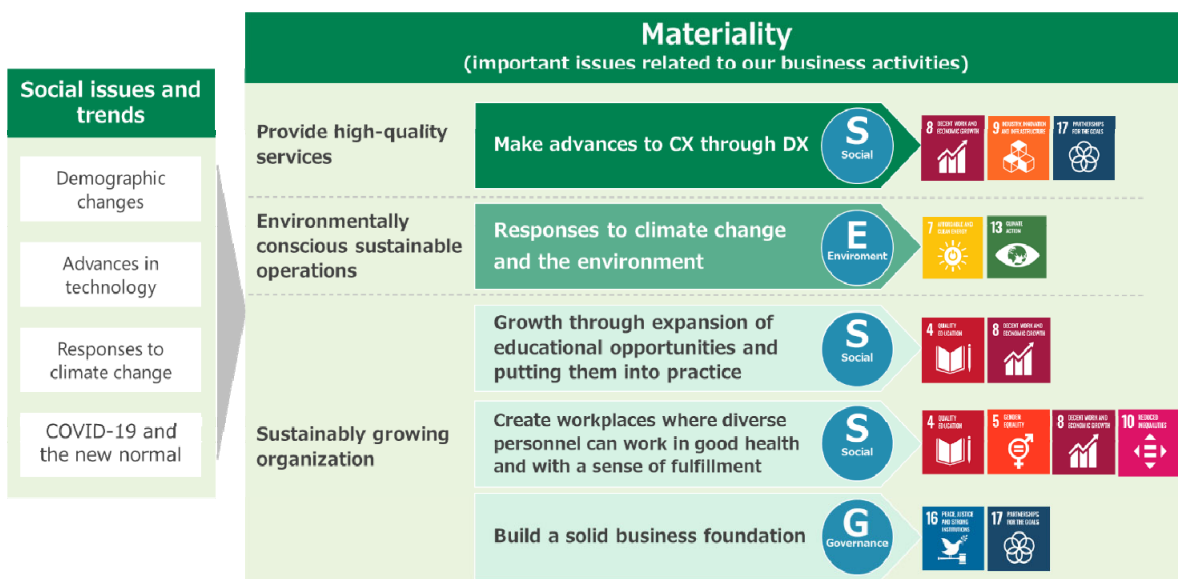 Materiality
(important issues related to our business activities)
Social issues and
trends
Demographic
changes
Advances in
technology
Responses to
climate change
COVID-19 and
the new normal
Provide high-quality
services
Make advances to CX through DX
S
Social
8 DECENT WORK AND
ECONOMIC GROWTH
9 INDUSTRY, INNOVATION
AND INFRASTRUCTURE
17 PARTNERSHIPS
FOR THE GOALS
Environmentally
conscious sustainable
operations
Responses to climate change
and the environment
E
Enviroment
7 AFFORDABLE AND
CLEAN ENERGY
13 CLIMATE
ACTION
Sustainably growing
organization
Growth through expansion of
educational opportunities and
putting them into practice
S
Social
4 QUALITY
EDUCATION
8 DECENT WORK AND
ECONOMIC GROWTH
Create workplaces where diverse
personnel can work in good health
and with a sense of fulfillment
S
Social
4 QUALITY
EDUCATION
5 GENDER
EQUALITY
8 DECENT WORK AND
ECONOMIC GROWTH
10 REDUCED
INEQUALITIES
Build a solid business foundation
G
Governance
16 PEACE, JUSTICE
AND STRONG
INSTITUTIONS
17 PARTNERSHIPS
FOR THE GOALS